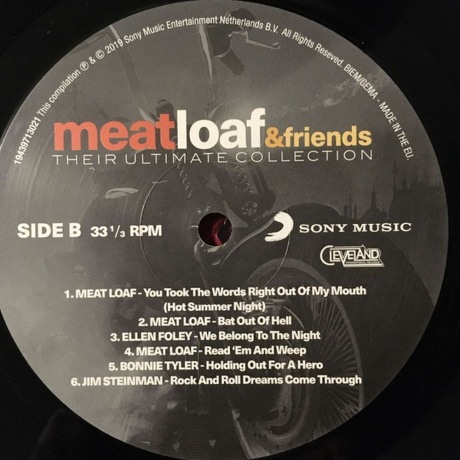 19439713021 This compilation ℗ & © 2019 Sony Music Entertainment Netherlands B.V. All Rights Reseved. BIEM/GEMA - MADE IN THE EU.
meatloaf &friends
THEIR ULTIMATE COLLECTION
SIDE B 33 1/3 RPM
SONY MUSIC
CLEVELAND
1. MEAT LOAF - You Took The Words Right Out Of My Mouth
(Hot Summer Night)
2. MEAT LOAF - Bat Out Of Hell
3. ELLEN FOLEY - We Belong To The Night
4. MEAT LOAF - Read 'Em And Weep
5. BONNIE TYLER - Holding Out For A Hero
6. JIM STEINMAN - Rock And Roll Dreams Come Through